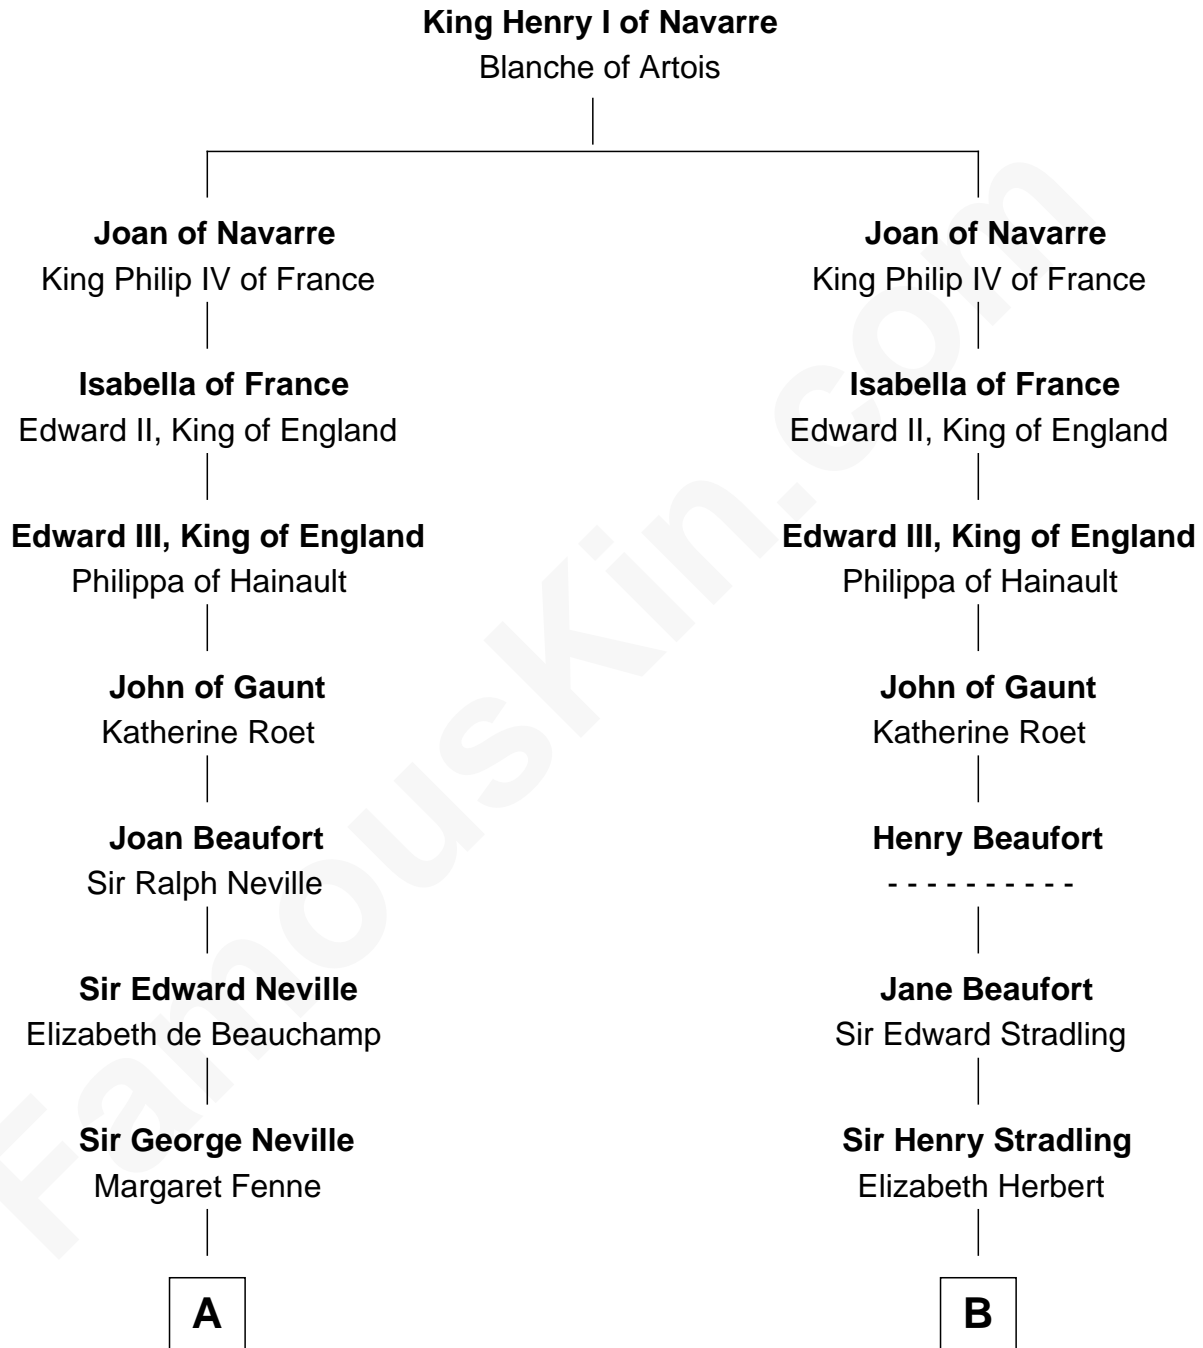 King Henry I of Navarre
Blanche of Artois
Joan of Navarre
King Philip IV of France
Joan of Navarre
King Philip IV of France
Isabella of France
Edward II, King of England
Isabella of France
Edward II, King of England
Edward III, King of England
Philippa of Hainault
Edward III, King of England
Philippa of Hainault
John of Gaunt
Katherine Roet
John of Gaunt
Katherine Roet
Joan Beaufort
Sir Ralph Neville
Henry Beaufort
- - - - - - - - - -
Sir Edward Neville
Elizabeth de Beauchamp
Jane Beaufort
Sir Edward Stradling
Sir George Neville
Margaret Fenne
Sir Henry Stradling
Elizabeth Herbert
A
B
FamousKin.com